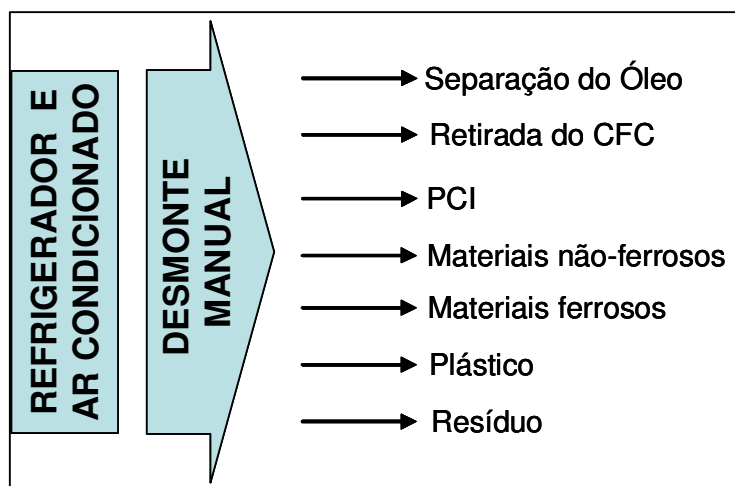 REFRIGERADOR E
AR CONDICIONADO
DESMONTE
MANUAL
Separação do Óleo
Retirada do CFC
PCI
Materiais não-ferrosos
Materiais ferrosos
Plástico
Resíduo